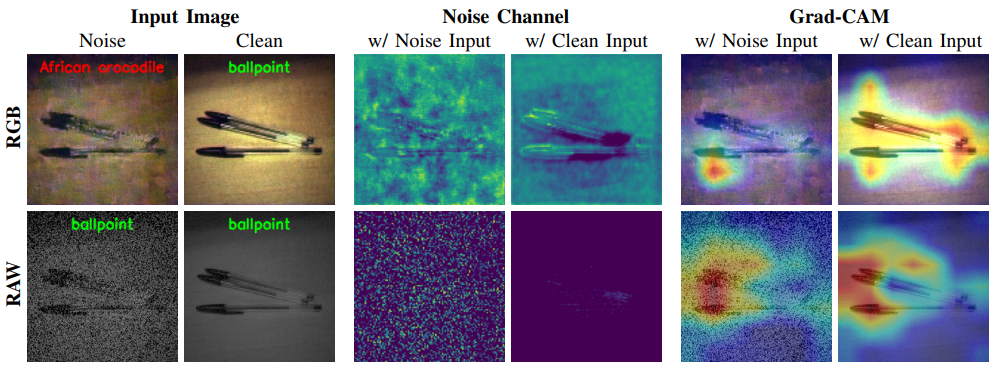 Input Image Noise Channel Grad-CAM
Noise Clean w/ Noise Input w/ Clean Input w/ Noise Input w/ Clean Input
RGB
African orocodile ballpoint
RAW
ballpoint ballpoint